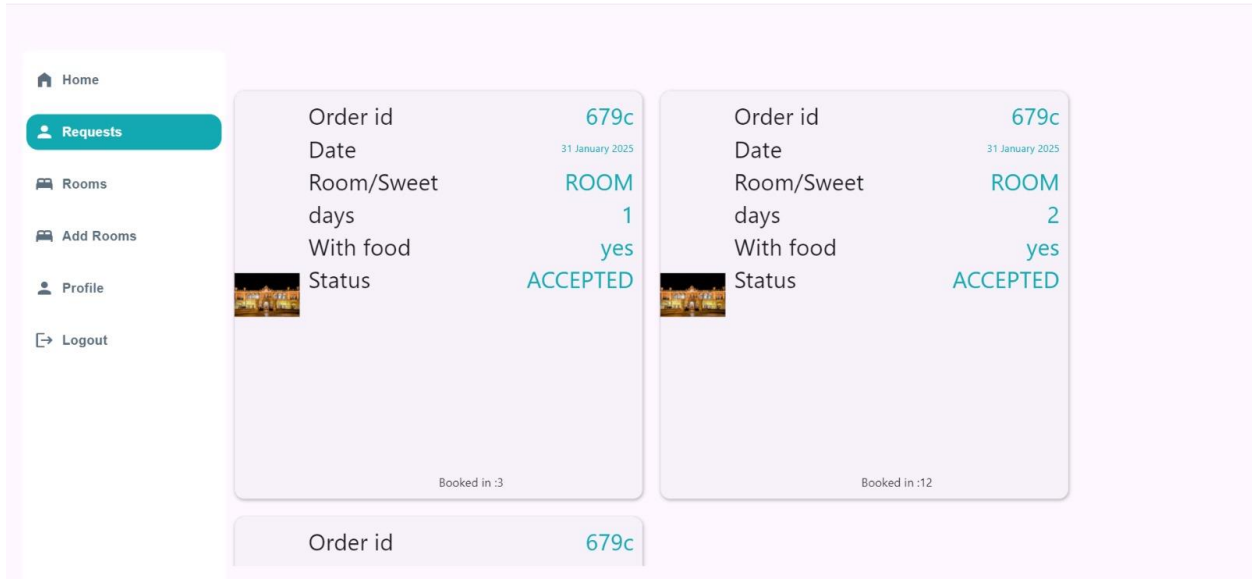 Home
Requests
Rooms
Add Rooms
Profile
Logout
Order id 679c
Date 31 January 2025
Room/Sweet ROOM
days 1
With food yes
Status ACCEPTED
Booked in :3
Order id 679c
Date 31 January 2025
Room/Sweet ROOM
days 2
With food yes
Status ACCEPTED
Booked in :12
Order id 679c